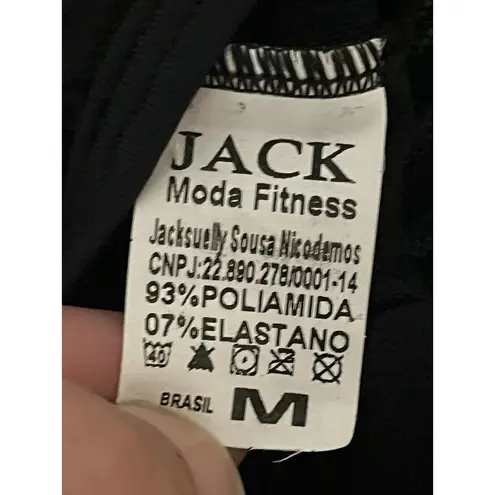 JACK
Moda Fitness
Jacksuelly Sousa Nicodemos
CNPJ:22.890.278/0001-14
93%POLIAMIDA
07%ELASTANO
40
BRASIL M